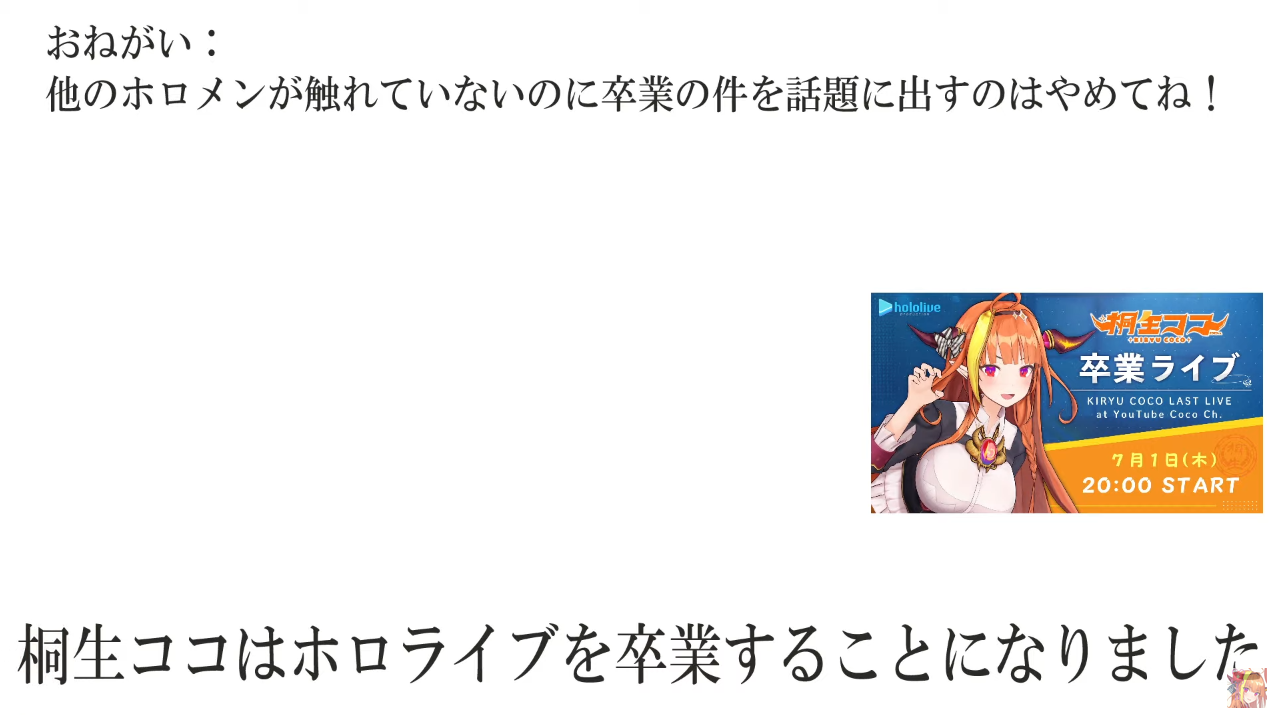 おねがい：
他のホロメンが触れていないのに卒業の件を話題に出すのはやめてね！
hololive
桐生ココ
KIRYU COCO
卒業ライブ
KIRYU COCO LAST LIVE
at YouTube Coco Ch.
7月1日(木)
20:00 START
桐生ココはホロライブを卒業することになりました